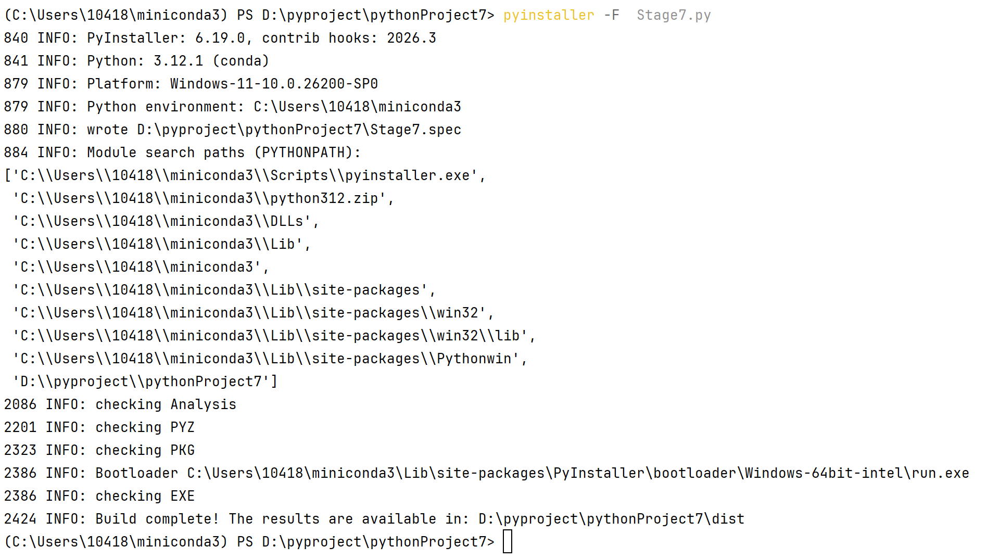 (C:\Users\10418\miniconda3) PS D:\pyproject\pythonProject7> pyinstaller -F  Stage7.py
840 INFO: PyInstaller: 6.19.0, contrib hooks: 2026.3
841 INFO: Python: 3.12.1 (conda)
879 INFO: Platform: Windows-11-10.0.26200-SP0
879 INFO: Python environment: C:\Users\10418\miniconda3
880 INFO: wrote D:\pyproject\pythonProject7\Stage7.spec
884 INFO: Module search paths (PYTHONPATH):
['C:\\Users\\10418\\miniconda3\\Scripts\\pyinstaller.exe',
 'C:\\Users\\10418\\miniconda3\\python312.zip',
 'C:\\Users\\10418\\miniconda3\\DLLs',
 'C:\\Users\\10418\\miniconda3\\Lib',
 'C:\\Users\\10418\\miniconda3',
 'C:\\Users\\10418\\miniconda3\\Lib\\site-packages',
 'C:\\Users\\10418\\miniconda3\\Lib\\site-packages\\win32',
 'C:\\Users\\10418\\miniconda3\\Lib\\site-packages\\win32\\lib',
 'C:\\Users\\10418\\miniconda3\\Lib\\site-packages\\Pythonwin',
 'D:\\pyproject\\pythonProject7']
2086 INFO: checking Analysis
2201 INFO: checking PYZ
2323 INFO: checking PKG
2386 INFO: Bootloader C:\Users\10418\miniconda3\Lib\site-packages\PyInstaller\bootloader\Windows-64bit-intel\run.exe
2386 INFO: checking EXE
2424 INFO: Build complete! The results are available in: D:\pyproject\pythonProject7\dist
(C:\Users\10418\miniconda3) PS D:\pyproject\pythonProject7>